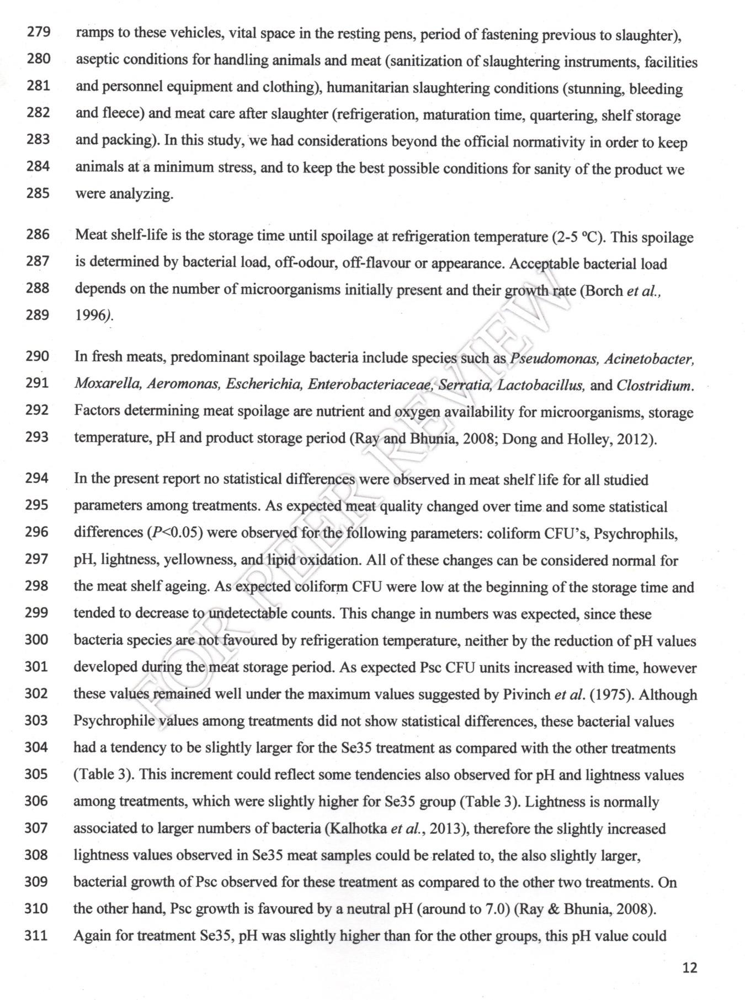 279 ramps to these vehicles, vital space in the resting pens, period of fastening previous to slaughter),
280 aseptic conditions for handling animals and meat (sanitization of slaughtering instruments, facilities
281 and personnel equipment and clothing), humanitarian slaughtering conditions (stunning, bleeding
282 and fleece) and meat care after slaughter (refrigeration, maturation time, quartering, shelf storage
283 and packing). In this study, we had considerations beyond the official normativity in order to keep
284 animals at a minimum stress, and to keep the best possible conditions for sanity of the product we
285 were analyzing.
286 Meat shelf-life is the storage time until spoilage at refrigeration temperature (2-5 ºC). This spoilage
287 is determined by bacterial load, off-odour, off-flavour or appearance. Acceptable bacterial load
288 depends on the number of microorganisms initially present and their growth rate (Borch et al.,
289 1996).
290 In fresh meats, predominant spoilage bacteria include species such as Pseudomonas, Acinetobacter,
291 Moxarella, Aeromonas, Escherichia, Enterobacteriaceae, Serratia, Lactobacillus, and Clostridium.
292 Factors determining meat spoilage are nutrient and oxygen availability for microorganisms, storage
293 temperature, pH and product storage period (Ray and Bhunia, 2008; Dong and Holley, 2012).
294 In the present report no statistical differences were observed in meat shelf life for all studied
295 parameters among treatments. As expected meat quality changed over time and some statistical
296 differences (P<0.05) were observed for the following parameters: coliform CFU's, Psychrophils,
297 pH, lightness, yellowness, and lipid oxidation. All of these changes can be considered normal for
298 the meat shelf ageing. As expected coliform CFU were low at the beginning of the storage time and
299 tended to decrease to undetectable counts. This change in numbers was expected, since these
300 bacteria species are not favoured by refrigeration temperature, neither by the reduction of pH values
301 developed during the meat storage period. As expected Psc CFU units increased with time, however
302 these values remained well under the maximum values suggested by Pivinch et al. (1975). Although
303 Psychrophile values among treatments did not show statistical differences, these bacterial values
304 had a tendency to be slightly larger for the Se35 treatment as compared with the other treatments
305 (Table 3). This increment could reflect some tendencies also observed for pH and lightness values
306 among treatments, which were slightly higher for Se35 group (Table 3). Lightness is normally
307 associated to larger numbers of bacteria (Kalhotka et al., 2013), therefore the slightly increased
308 lightness values observed in Se35 meat samples could be related to, the also slightly larger,
309 bacterial growth of Psc observed for these treatment as compared to the other two treatments. On
310 the other hand, Psc growth is favoured by a neutral pH (around to 7.0) (Ray & Bhunia, 2008).
311 Again for treatment Se35, pH was slightly higher than for the other groups, this pH value could
12
FOR PEER REVIEW